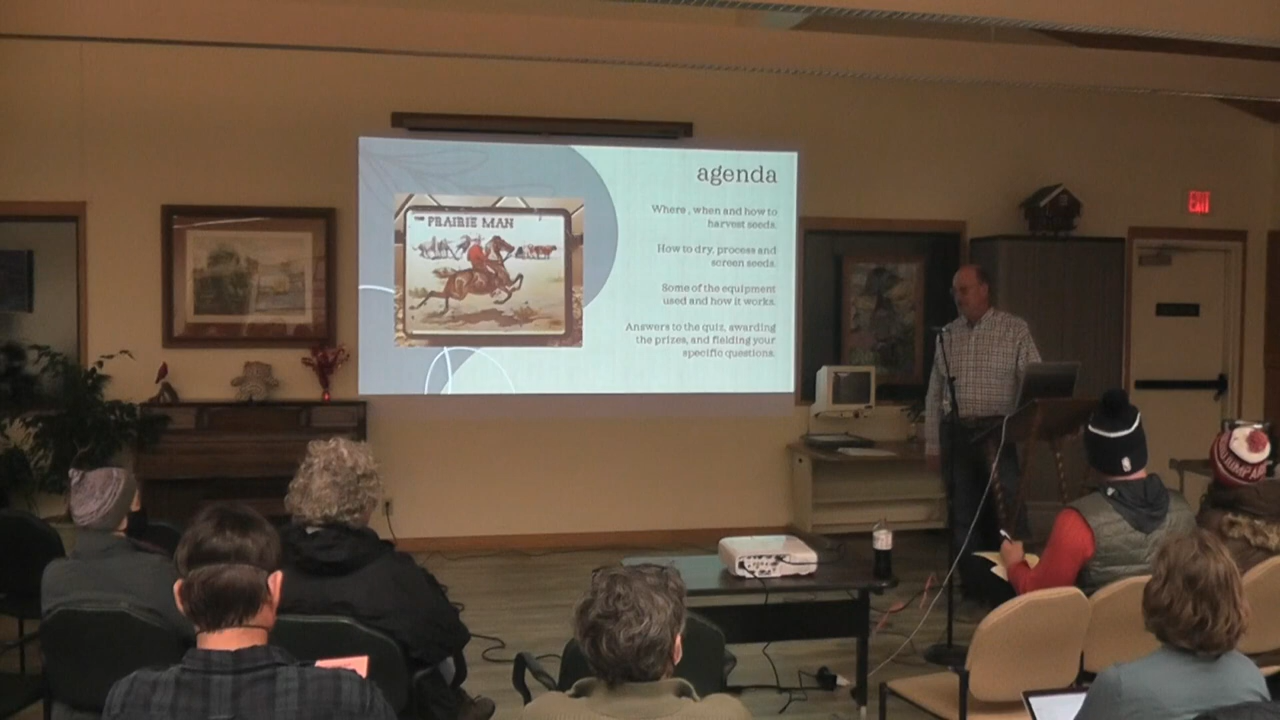 agenda
THE PRAIRIE MAN
Where , when and how to
harvest seeds.
How to dry, process and
screen seeds.
Some of the equipment
used and how it works.
Answers to the quiz, awarding
the prizes, and fielding your
specific questions.
EXIT